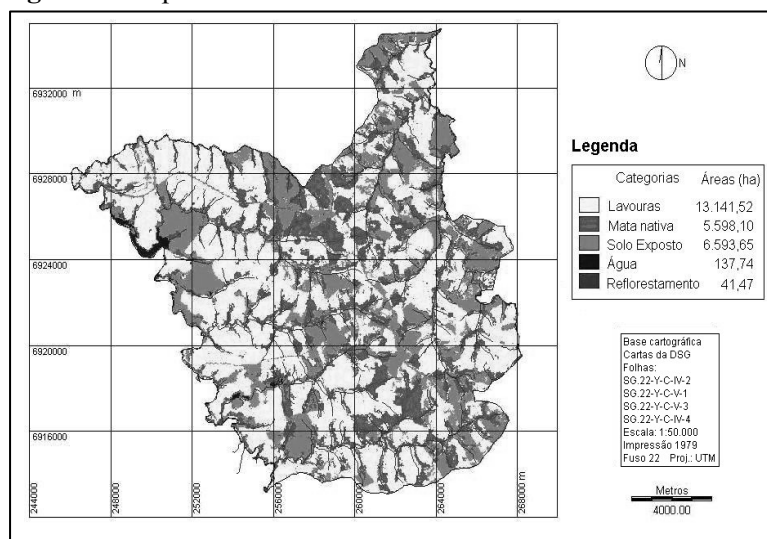 6932000 m
6928000
6924000
6920000
6916000
244000
248000
252000
256000
260000
264000
268000 m
N
Legenda
Categorias Áreas (ha)
Lavouras 13.141,52
Mata nativa 5.598,10
Solo Exposto 6.593,65
Água 137,74
Reflorestamento 41,47
Base cartográfica
Cartas da DSG
Folhas:
SG.22-Y-C-IV-2
SG.22-Y-C-V-1
SG.22-Y-C-V-3
SG.22-Y-C-IV-4
Escala: 1:50.000
Impressão 1979
Fuso 22 Proj.: UTM
Metros
4000.00